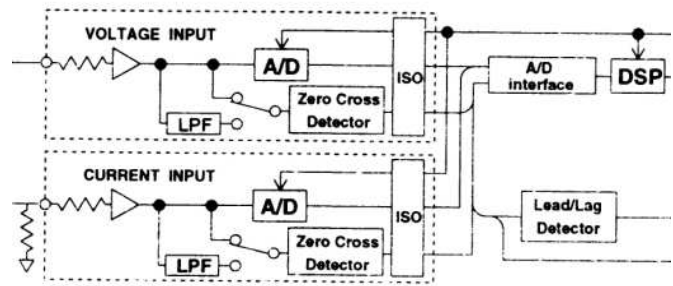 VOLTAGE INPUT
A/D
ISO
A/D
interface
DSP
LPF
Zero Cross
Detector
CURRENT INPUT
A/D
ISO
Lead/Lag
Detector
LPF
Zero Cross
Detector